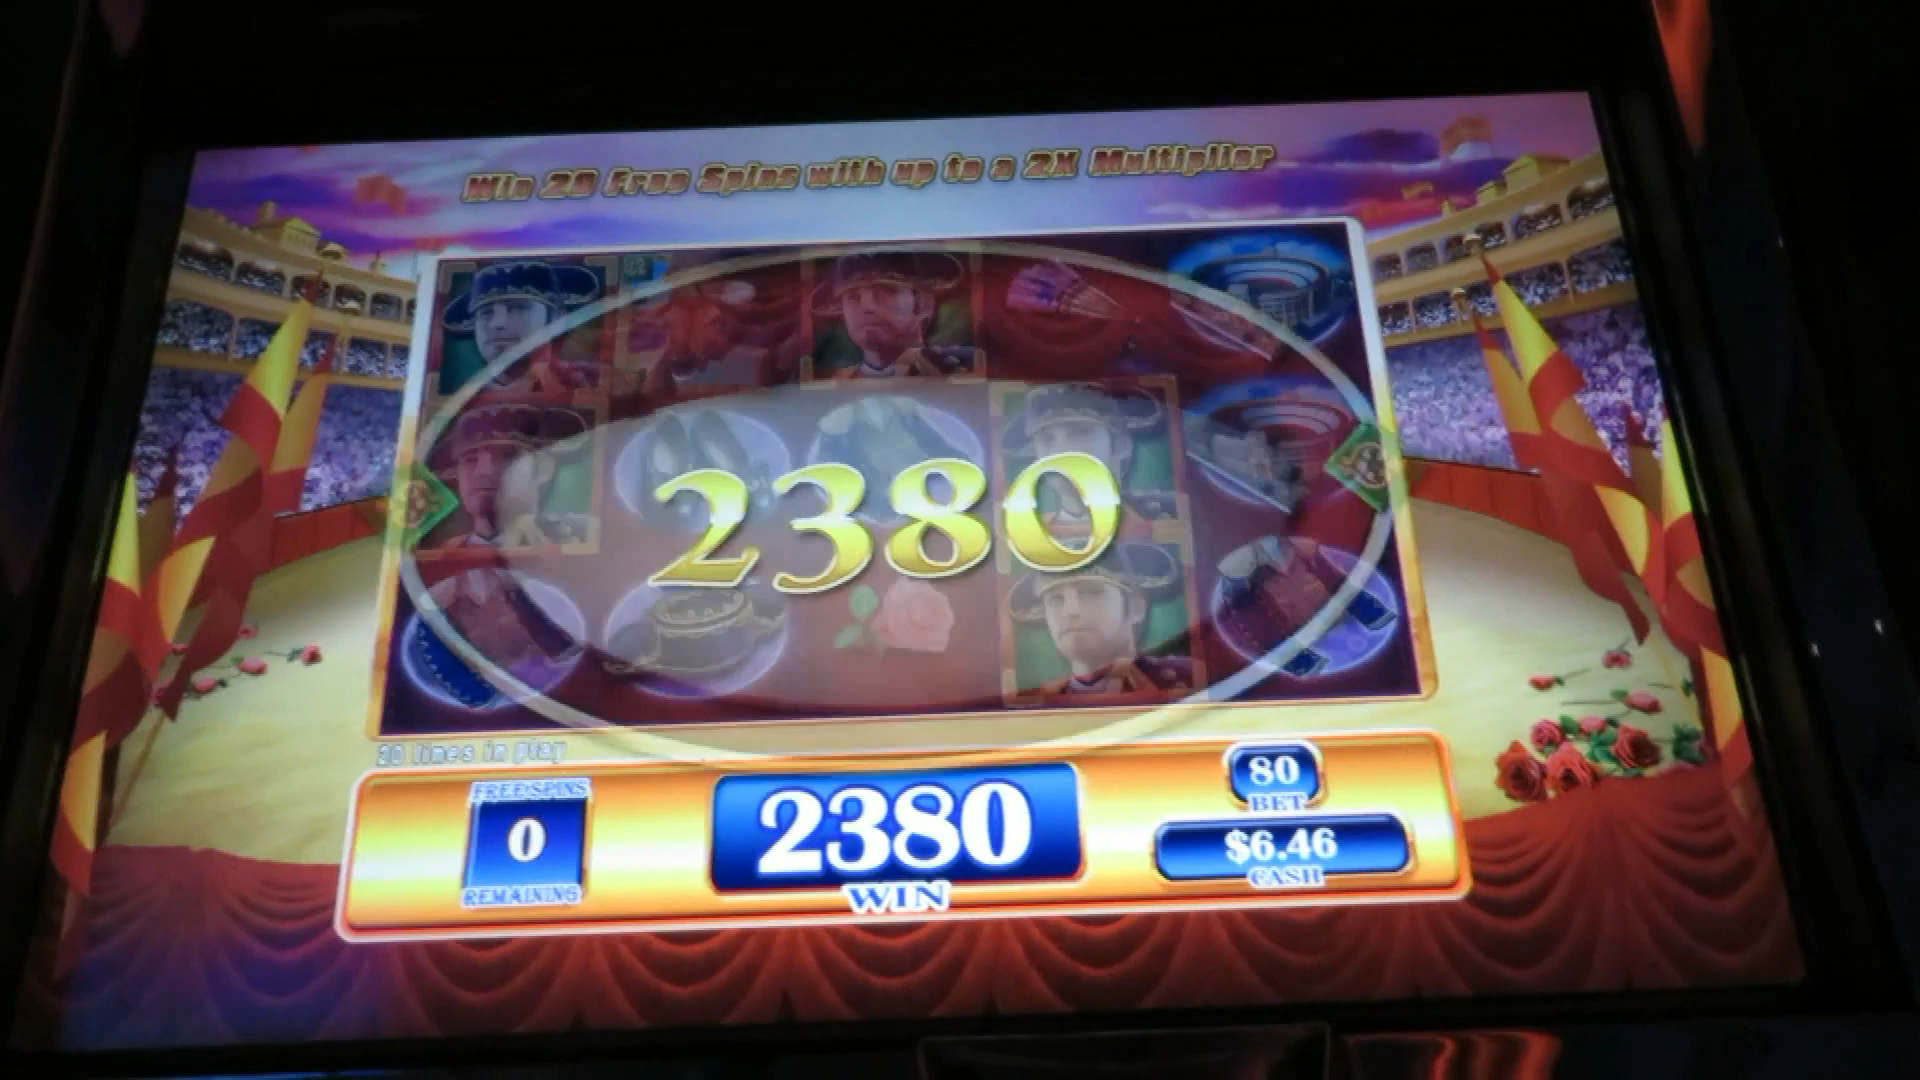 Win 20 Free Spins with up to a 2X Multiplier
2380
20 lines in play
FREE SPINS
0
REMAINING
2380
WIN
80
BET
$6.46
CASH